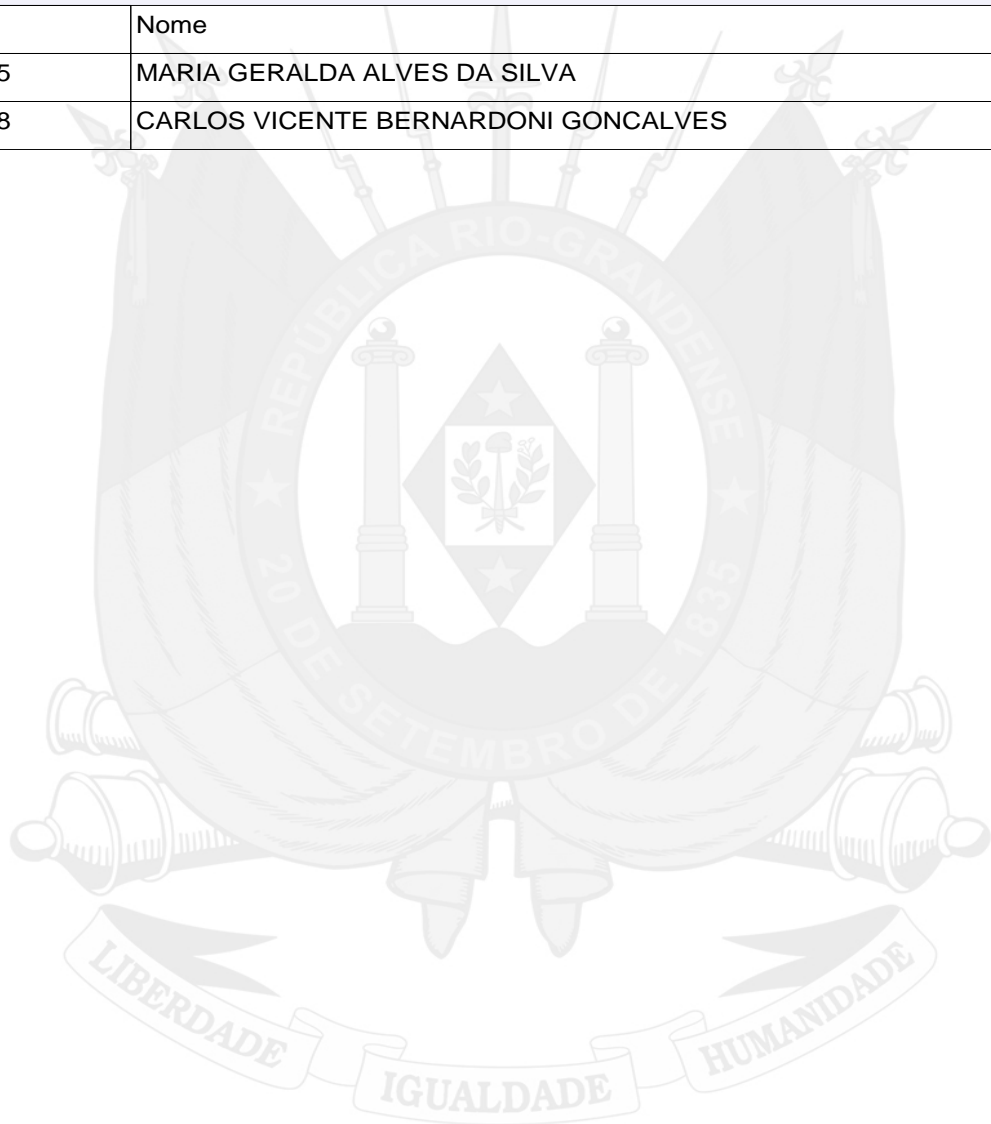 Nome
5 MARIA GERALDA ALVES DA SILVA
8 CARLOS VICENTE BERNARDONI GONCALVES
REPÚBLICA RIO-GRANDENSE
20 DE SETEMBRO DE 1835
LIBERDADE IGUALDADE HUMANIDADE